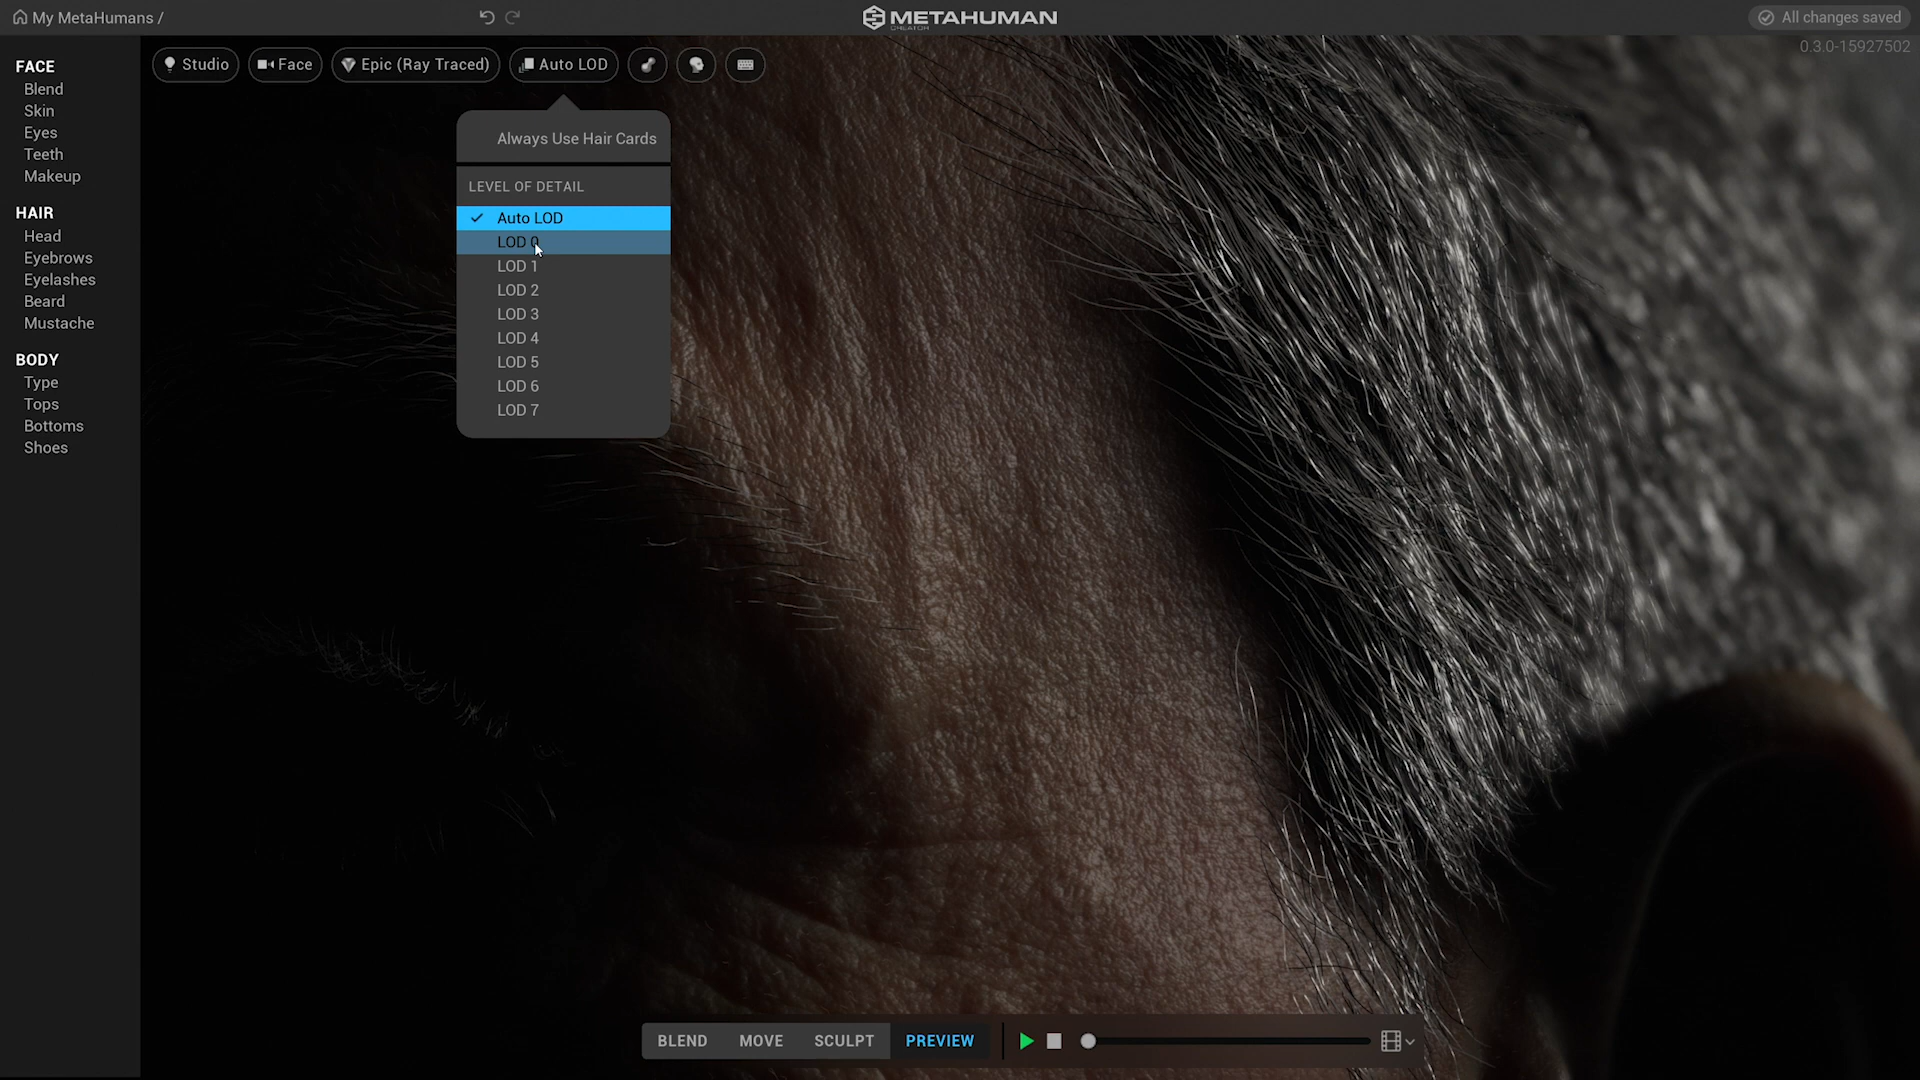 My MetaHumans /
METAHUMAN
CREATOR
All changes saved
0.3.0-15927502
FACE
Blend
Skin
Eyes
Teeth
Makeup
HAIR
Head
Eyebrows
Eyelashes
Beard
Mustache
BODY
Type
Tops
Bottoms
Shoes
Studio
Face
Epic (Ray Traced)
Auto LOD
Always Use Hair Cards
LEVEL OF DETAIL
Auto LOD
LOD 0
LOD 1
LOD 2
LOD 3
LOD 4
LOD 5
LOD 6
LOD 7
BLEND
MOVE
SCULPT
PREVIEW